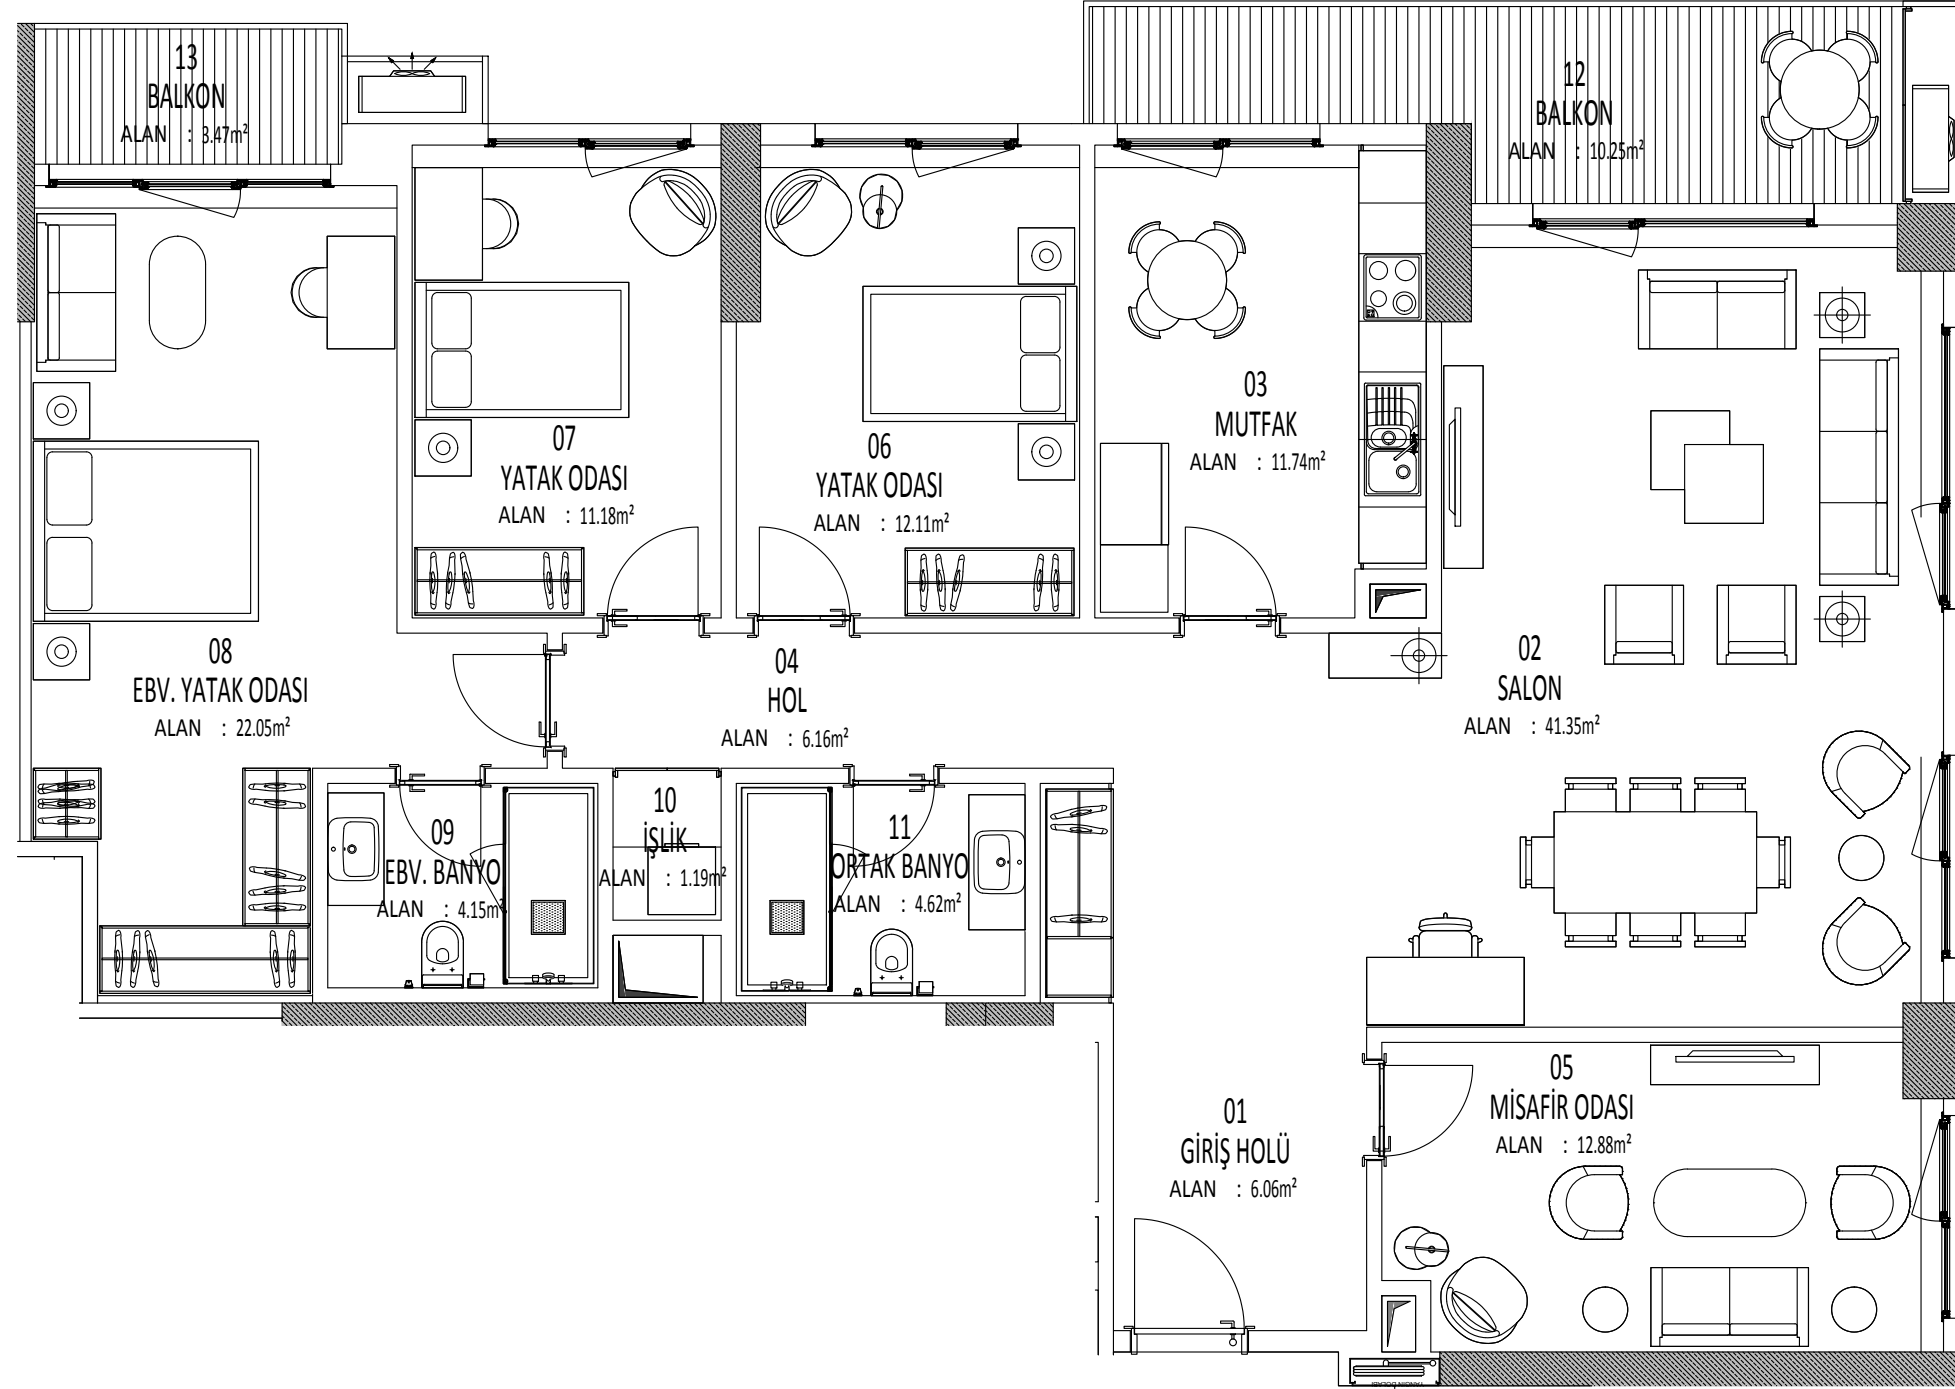 13
BALKON
ALAN : 3.47m²
12
BALKON
ALAN : 10.25m²
03
MUTFAK
ALAN : 11.74m²
07
YATAK ODASI
ALAN : 11.18m²
06
YATAK ODASI
ALAN : 12.11m²
08
EBV. YATAK ODASI
ALAN : 22.05m²
04
HOL
ALAN : 6.16m²
02
SALON
ALAN : 41.35m²
09
EBV. BANYO
ALAN : 4.15m²
10
İŞLİK
ALAN : 1.19m²
11
ORTAK BANYO
ALAN : 4.62m²
05
MİSAFİR ODASI
ALAN : 12.88m²
01
GİRİŞ HOLÜ
ALAN : 6.06m²